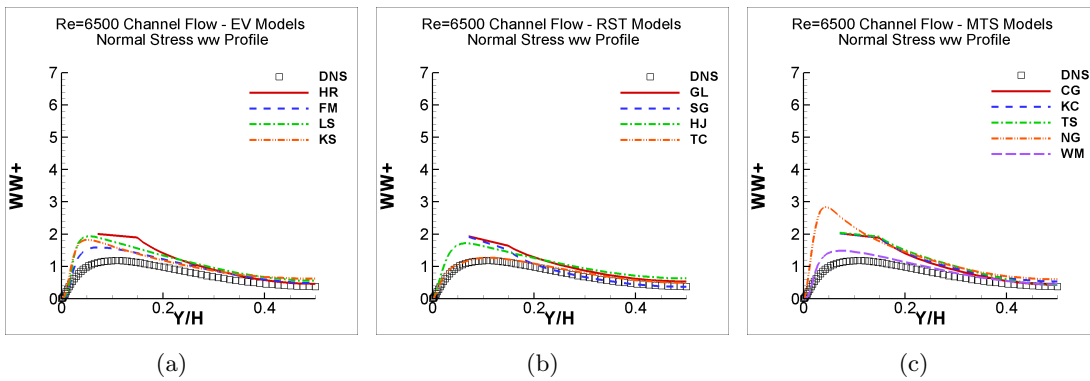 Re=6500 Channel Flow - EV Models
Normal Stress ww Profile
7
6
5
4
3
2
1
0
WW+
DNS
HR
FM
LS
KS
0
0.2
0.4
Y/H
(a)
Re=6500 Channel Flow - RST Models
Normal Stress ww Profile
7
6
5
4
3
2
1
0
WW+
DNS
GL
SG
HJ
TC
0
0.2
0.4
Y/H
(b)
Re=6500 Channel Flow - MTS Models
Normal Stress ww Profile
7
6
5
4
3
2
1
0
WW+
DNS
CG
KC
TS
NG
WM
0
0.2
0.4
Y/H
(c)